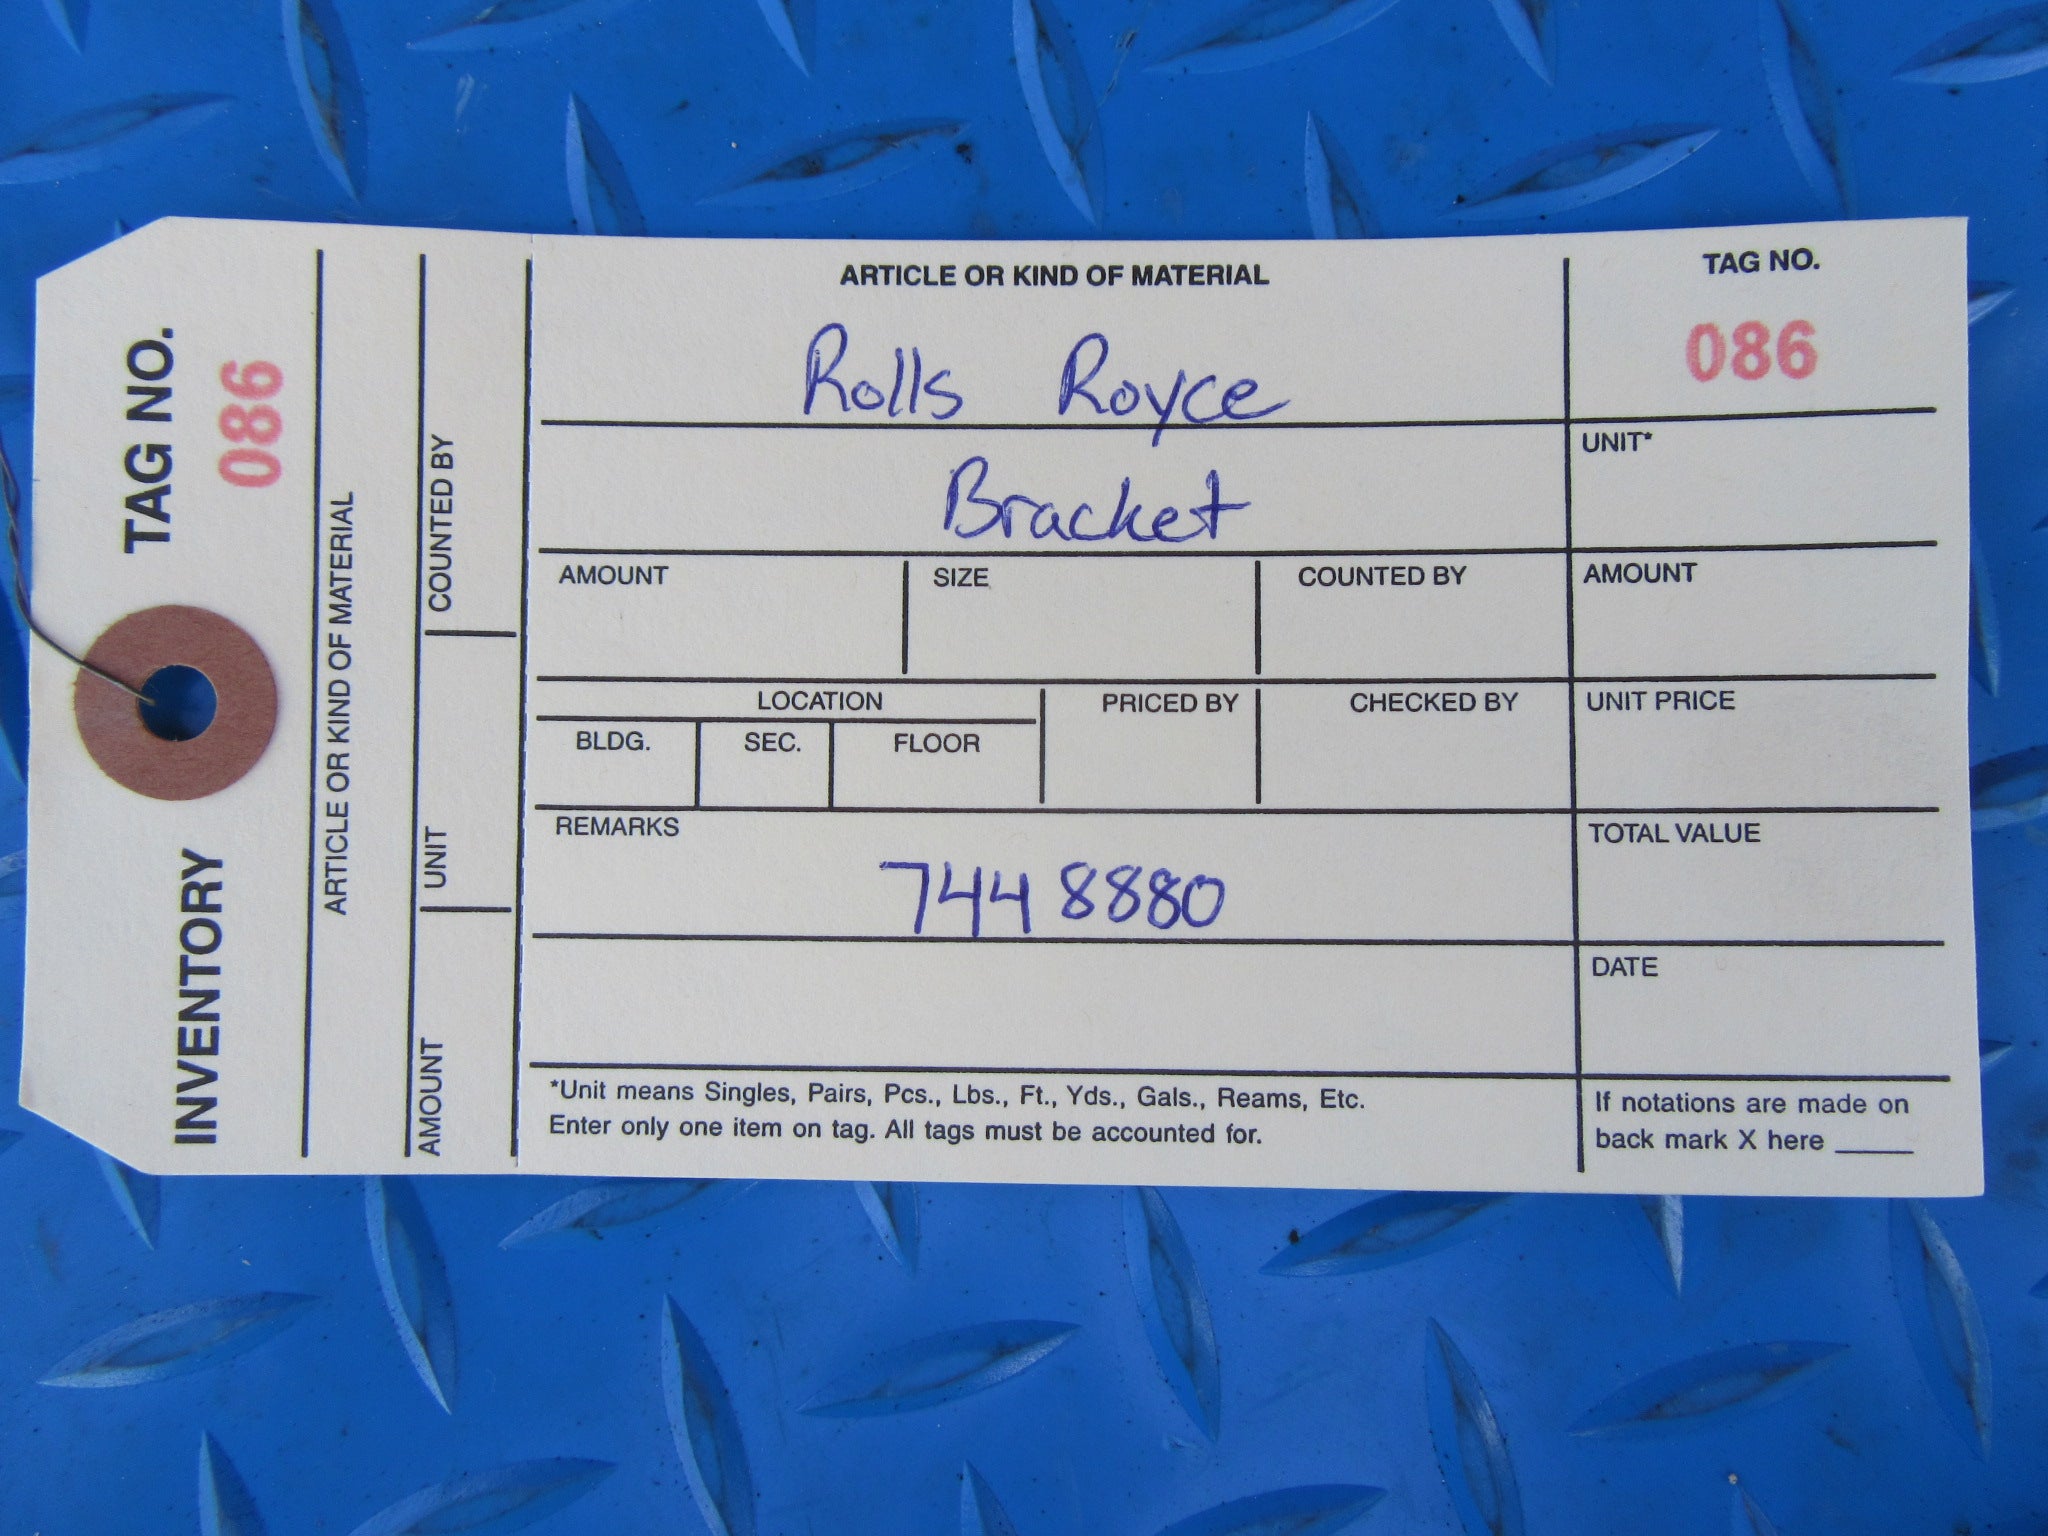 TAG NO.
086
INVENTORY
ARTICLE OR KIND OF MATERIAL
COUNTED BY
UNIT
AMOUNT
ARTICLE OR KIND OF MATERIAL
Rolls Royce
Bracket
TAG NO.
086
UNIT*
AMOUNT SIZE COUNTED BY AMOUNT
LOCATION PRICED BY CHECKED BY UNIT PRICE
BLDG. SEC. FLOOR
REMARKS TOTAL VALUE
7448880
DATE
*Unit means Singles, Pairs, Pcs., Lbs., Ft., Yds., Gals., Reams, Etc.
Enter only one item on tag. All tags must be accounted for.
If notations are made on
back mark X here _____